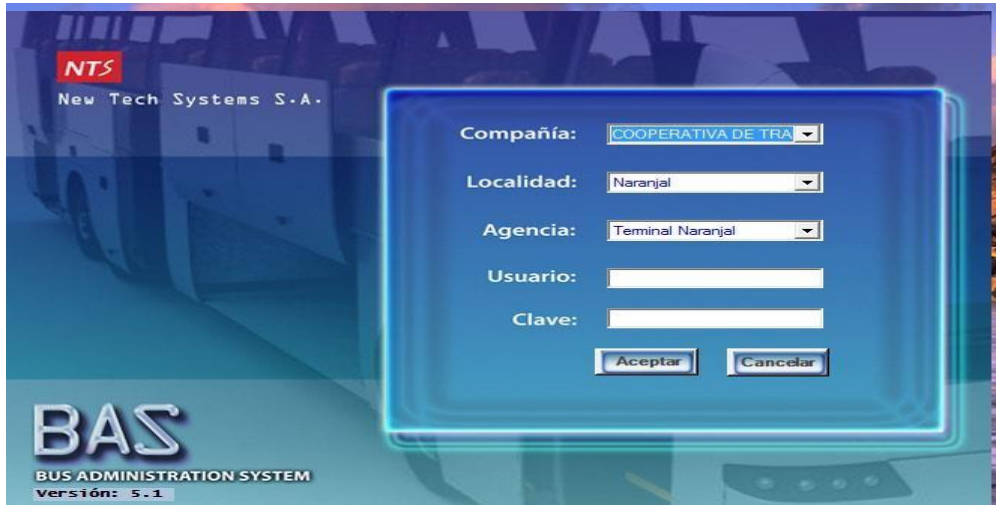 NTS
New Tech Systems S.A.
Compañía: COOPERATIVA DE TRA
Localidad: Naranjal
Agencia: Terminal Naranjal
Usuario:
Clave:
Aceptar Cancelar
BAS
BUS ADMINISTRATION SYSTEM
Versión: 5.1